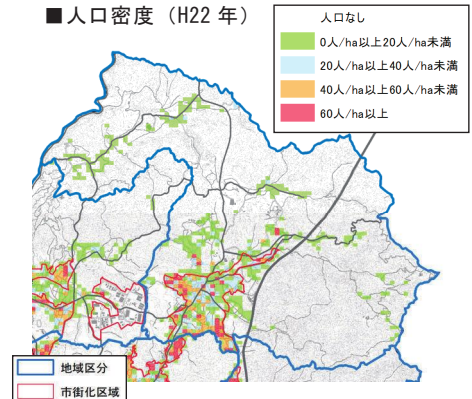 ■人口密度（H22 年）
人口なし
0人/ha以上20人/ha未満
20人/ha以上40人/ha未満
40人/ha以上60人/ha未満
60人/ha以上
地域区分
市街化区域